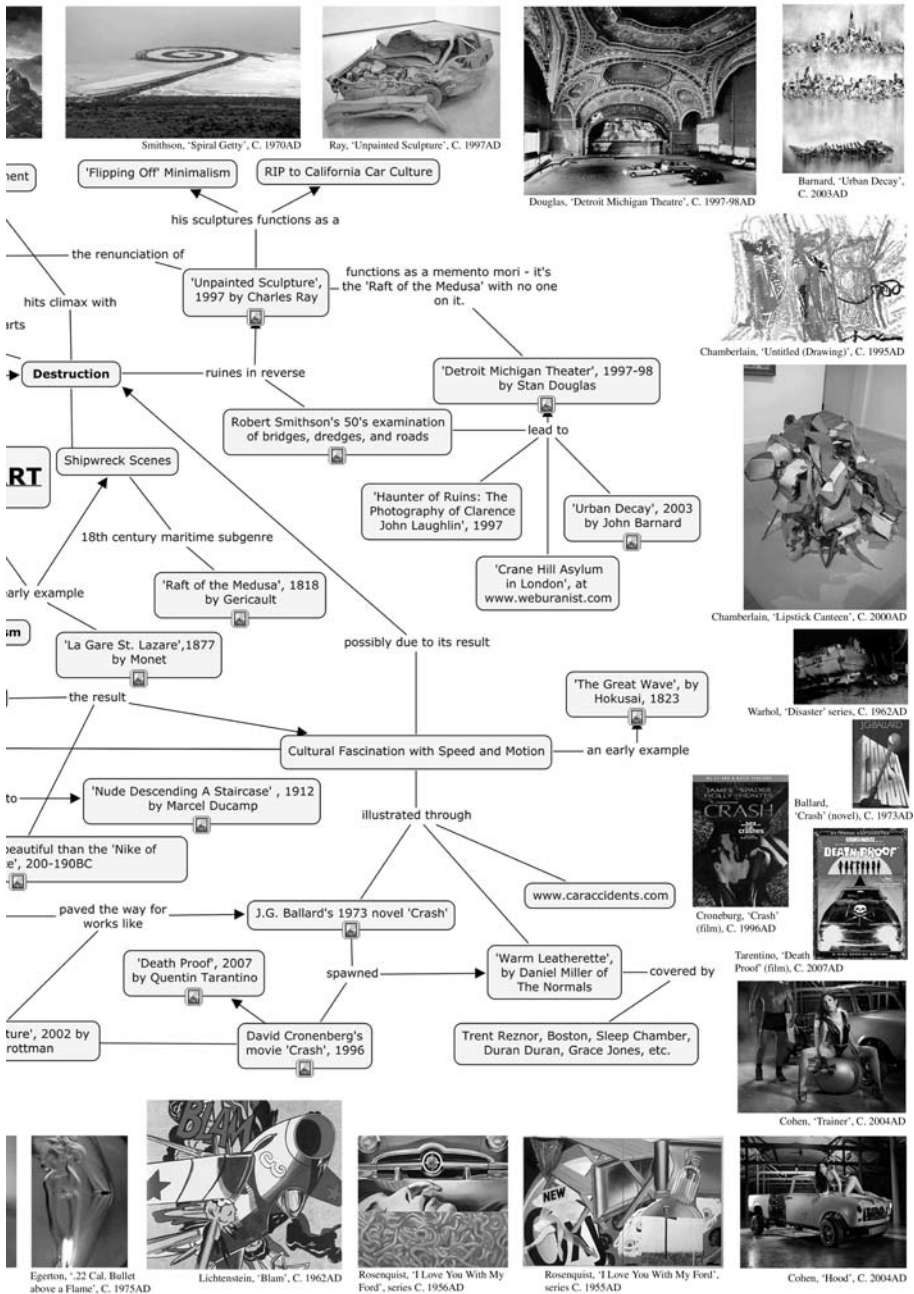 Smithson, 'Spiral Getty', C. 1970AD
Ray, 'Unpainted Sculpture', C. 1997AD
Douglas, 'Detroit Michigan Theatre', C. 1997-98AD
Barnard, 'Urban Decay',
C. 2003AD
ment
'Flipping Off' Minimalism
RIP to California Car Culture
his sculptures functions as a
the renunciation of
'Unpainted Sculpture',
1997 by Charles Ray
functions as a memento mori - it's
the 'Raft of the Medusa' with no one
on it.
hits climax with
arts
Chamberlain, 'Untitled (Drawing)', C. 1995AD
Destruction
ruines in reverse
'Detroit Michigan Theater', 1997-98
by Stan Douglas
Robert Smithson's 50's examination
of bridges, dredges, and roads
lead to
ART
Shipwreck Scenes
'Haunter of Ruins: The
Photography of Clarence
John Laughlin', 1997
'Urban Decay', 2003
by John Barnard
18th century maritime subgenre
'Crane Hill Asylum
in London', at
www.weburanist.com
early example
'Raft of the Medusa', 1818
by Gericault
Chamberlain, 'Lipstick Canteen', C. 2000AD
sm
'La Gare St. Lazare',1877
by Monet
possibly due to its result
the result
'The Great Wave', by
Hokusai, 1823
Warhol, 'Disaster' series, C. 1962AD
Cultural Fascination with Speed and Motion
an early example
J.G.BALLARD
CRASH
Ballard,
'Crash' (novel), C. 1973AD
to
'Nude Descending A Staircase' , 1912
by Marcel Ducamp
illustrated through
JAMES SPADER
HOLLY HUNTER
CRASH
sex
crashes
beautiful than the 'Nike of
e', 200-190BC
DEATH PROOF
www.caraccidents.com
Croneburg, 'Crash'
(film), C. 1996AD
paved the way for
works like
J.G. Ballard's 1973 novel 'Crash'
Tarentino, 'Death
Proof' (film), C. 2007AD
'Death Proof', 2007
by Quentin Tarantino
spawned
'Warm Leatherette',
by Daniel Miller of
The Normals
covered by
ture', 2002 by
rottman
David Cronenberg's
movie 'Crash', 1996
Trent Reznor, Boston, Sleep Chamber,
Duran Duran, Grace Jones, etc.
Cohen, 'Trainer', C. 2004AD
BLAM
NEW
Egerton, '.22 Cal. Bullet
above a Flame', C. 1975AD
Lichtenstein, 'Blam', C. 1962AD
Rosenquist, 'I Love You With My
Ford', series C. 1956AD
Rosenquist, 'I Love You With My Ford',
series C. 1955AD
Cohen, 'Hood', C. 2004AD